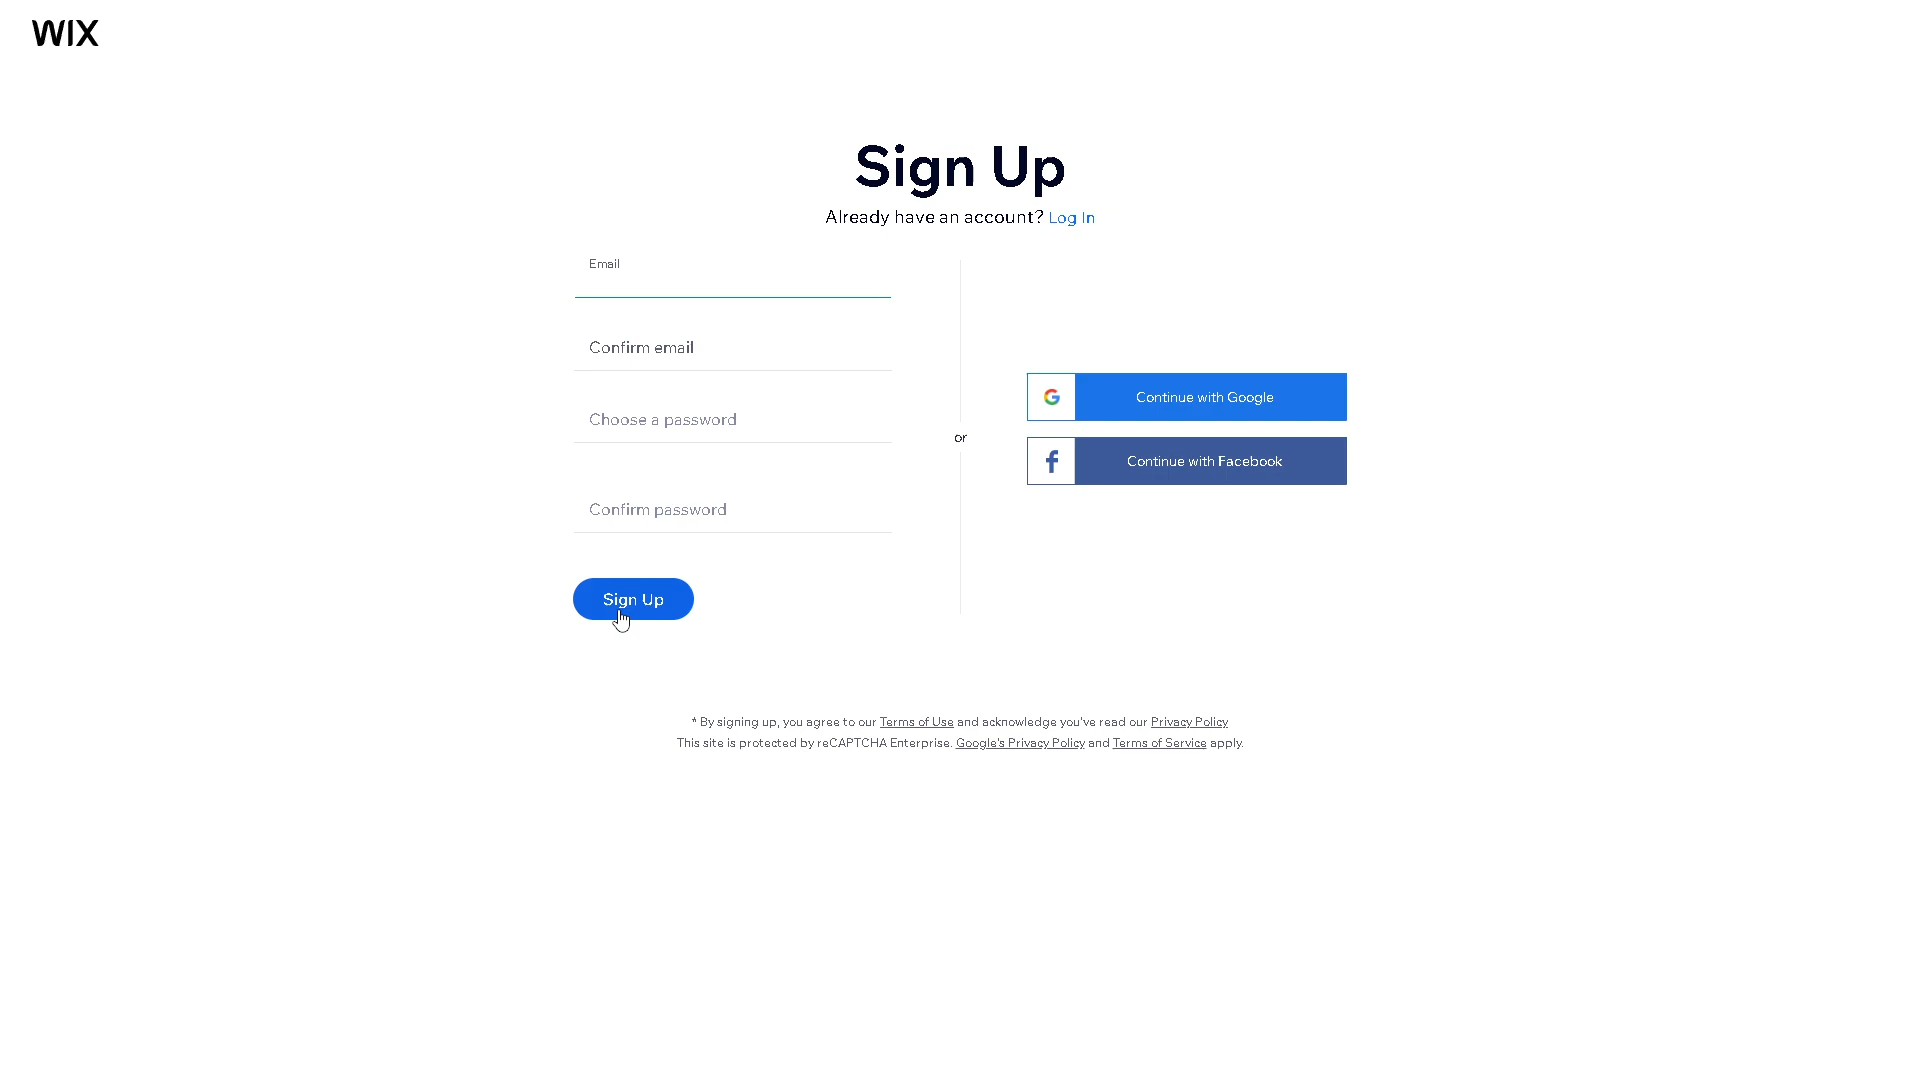 WIX
Sign Up
Already have an account? Log In
Email
Confirm email
Choose a password
Confirm password
Sign Up
or
Continue with Google
Continue with Facebook
* By signing up, you agree to our Terms of Use and acknowledge you've read our Privacy Policy
This site is protected by reCAPTCHA Enterprise. Google's Privacy Policy and Terms of Service apply.